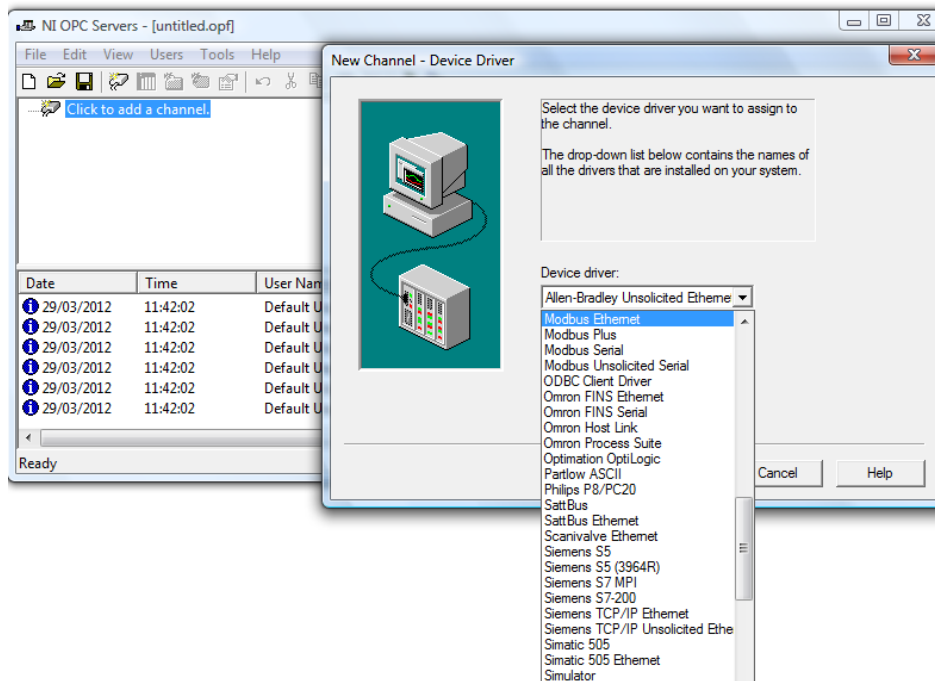 NI OPC Servers - [untitled.opf]
File Edit View Users Tools Help
Click to add a channel.
Date Time User Nam
29/03/2012 11:42:02 Default U
29/03/2012 11:42:02 Default U
29/03/2012 11:42:02 Default U
29/03/2012 11:42:02 Default U
29/03/2012 11:42:02 Default U
29/03/2012 11:42:02 Default U
Ready
New Channel - Device Driver
Select the device driver you want to assign to
the channel.
The drop-down list below contains the names of
all the drivers that are installed on your system.
Device driver:
Allen-Bradley Unsolicited Etherne
Modbus Ethernet
Modbus Plus
Modbus Serial
Modbus Unsolicited Serial
ODBC Client Driver
Omron FINS Ethernet
Omron FINS Serial
Omron Host Link
Omron Process Suite
Optimation OptiLogic
Partlow ASCII
Philips P8/PC20
SattBus
SattBus Ethernet
Scanivalve Ethernet
Siemens S5
Siemens S5 (3964R)
Siemens S7 MPI
Siemens S7-200
Siemens TCP/IP Ethernet
Siemens TCP/IP Unsolicited Ethe
Simatic 505
Simatic 505 Ethernet
Simulator
Cancel Help